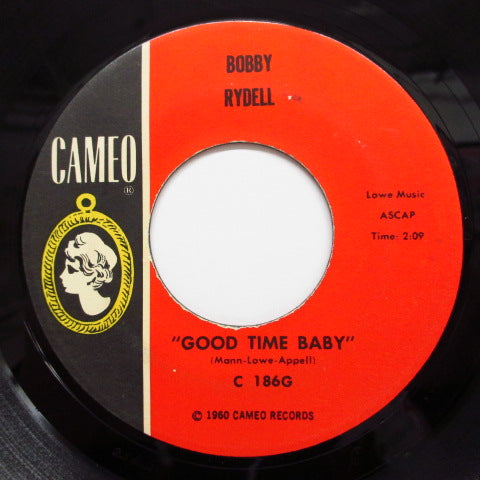 BOBBY
RYDELL
CAMEO
®
Lowe Music
ASCAP
Time: 2:09
"GOOD TIME BABY"
(Mann-Lowe-Appell)
C 186G
© 1960 CAMEO RECORDS